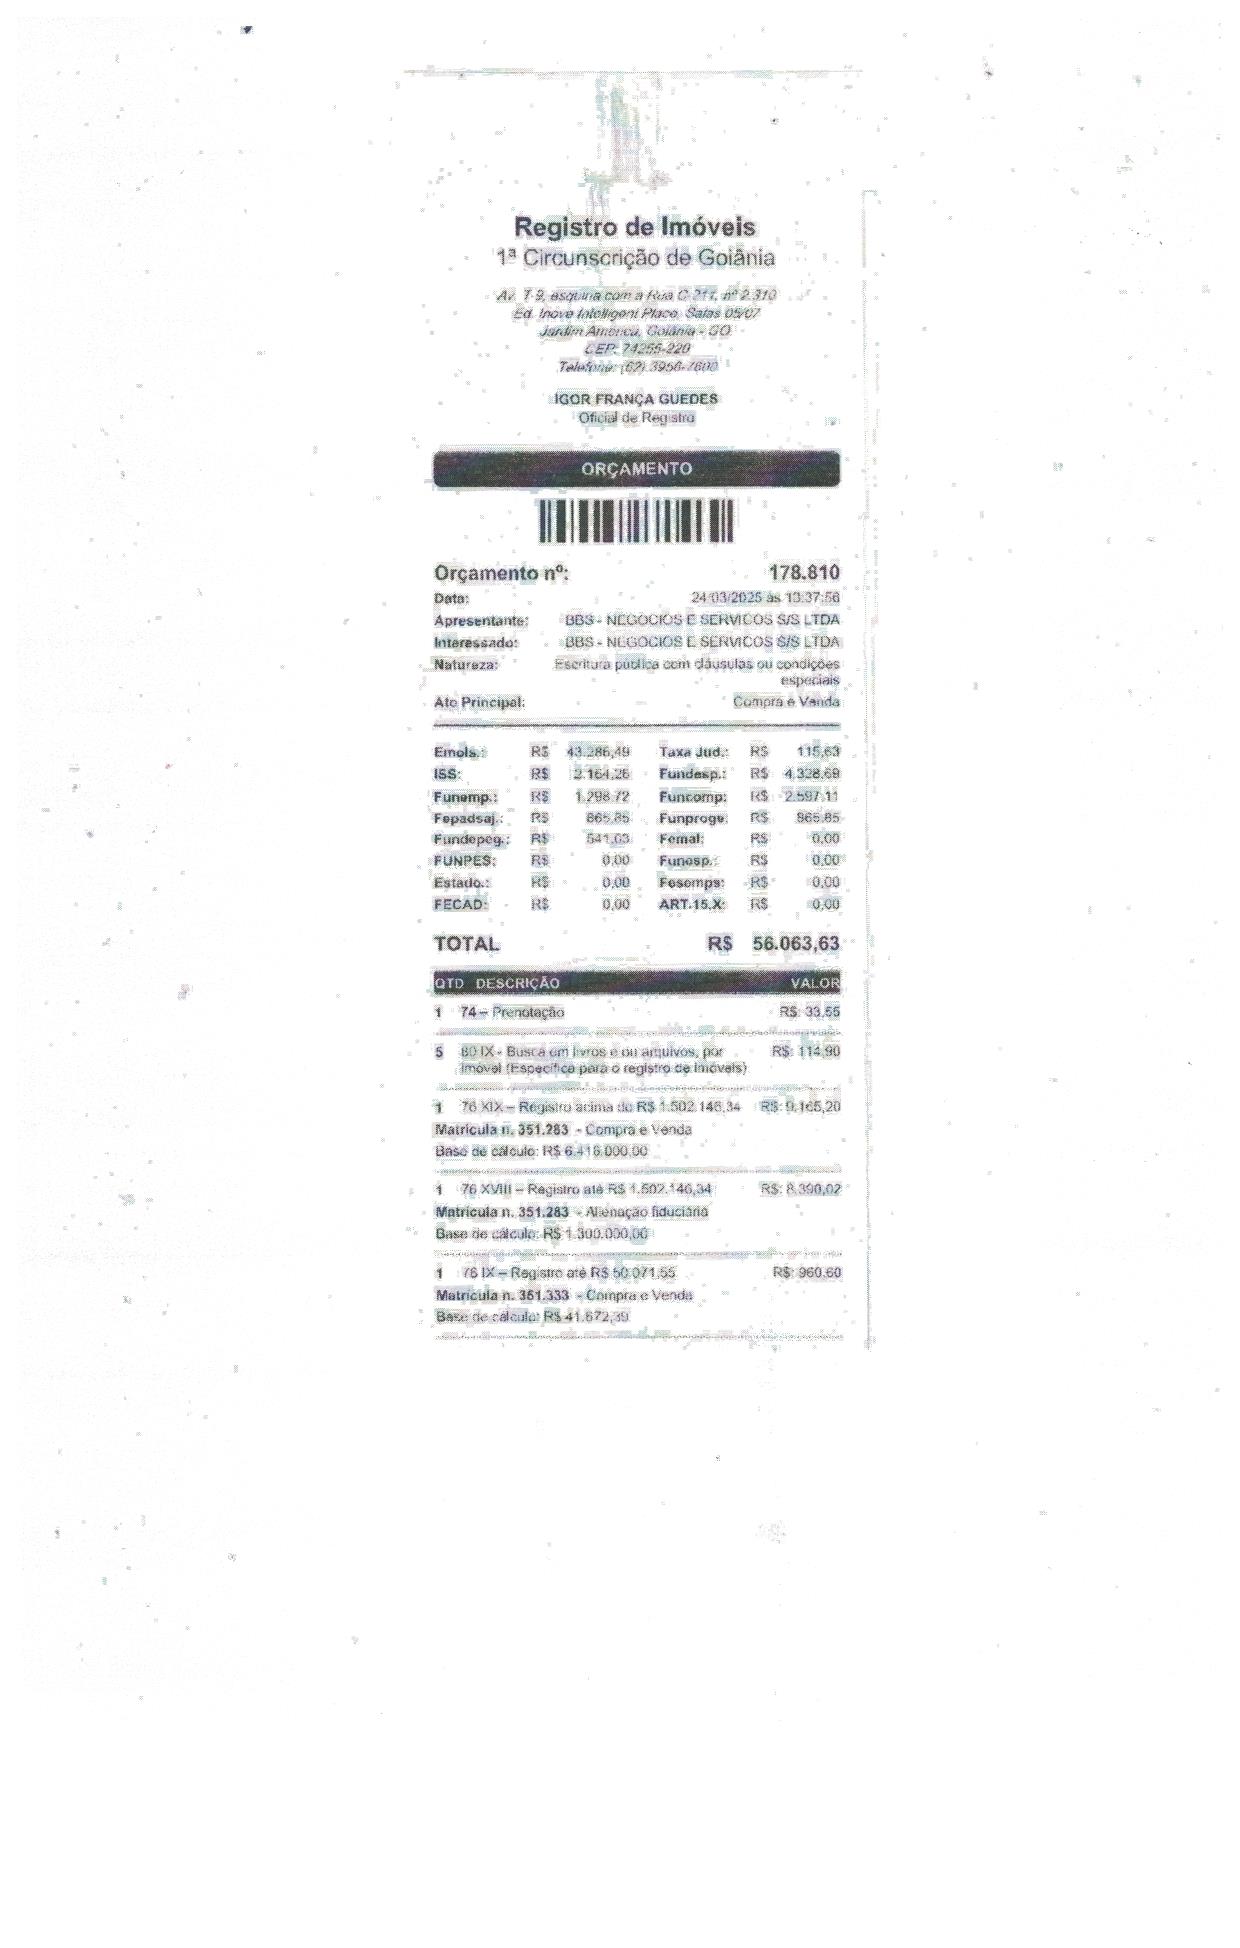 Registro de Imóveis
1ª Circunscrição de Goiânia
Av. T-9, esquina com a Rua C-211, nº 2.310
Ed. Inove Intelligent Place, Salas 05/07
Jardim América, Goiânia - GO
CEP: 74255-220
Telefone: (62) 3956-7600
IGOR FRANÇA GUEDES
Oficial de Registro
ORÇAMENTO
Orçamento nº: 178.810
Data: 24/03/2025 às 13:37:56
Apresentante: BBS - NEGOCIOS E SERVICOS S/S LTDA
Interessado: BBS - NEGOCIOS E SERVICOS S/S LTDA
Natureza: Escritura pública com cláusulas ou condições
especiais
Ato Principal: Compra e Venda
Emols.: R$ 43.286,49 Taxa Jud.: R$ 115,63
ISS: R$ 2.164,26 Fundesp.: R$ 4.328,69
Funemp.: R$ 1.298,72 Funcomp: R$ 2.597,11
Fepadsaj.: R$ 865,85 Funproge: R$ 865,85
Fundepeg.: R$ 541,03 Femal: R$ 0,00
FUNPES: R$ 0,00 Funesp.: R$ 0,00
Estado.: R$ 0,00 Fesemps: R$ 0,00
FECAD: R$ 0,00 ART.15.X: R$ 0,00
TOTAL R$ 56.063,63
QTD DESCRIÇÃO VALOR
1 74 – Prenotação R$: 33,55
5 80 IX - Busca em livros e ou arquivos, por R$: 114,90
imóvel (Específica para o registro de Imóveis)
1 76 XIX – Registro acima de R$ 1.502.146,34 R$: 9.165,20
Matrícula n. 351.283 - Compra e Venda
Base de cálculo: R$ 6.416.000,00
1 76 XVIII – Registro até R$ 1.502.146,34 R$: 8.390,02
Matrícula n. 351.283 - Alienação fiduciária
Base de cálculo: R$ 1.300.000,00
1 76 IX – Registro até R$ 50.071,55 R$: 960,60
Matrícula n. 351.333 - Compra e Venda
Base de cálculo: R$ 41.672,39